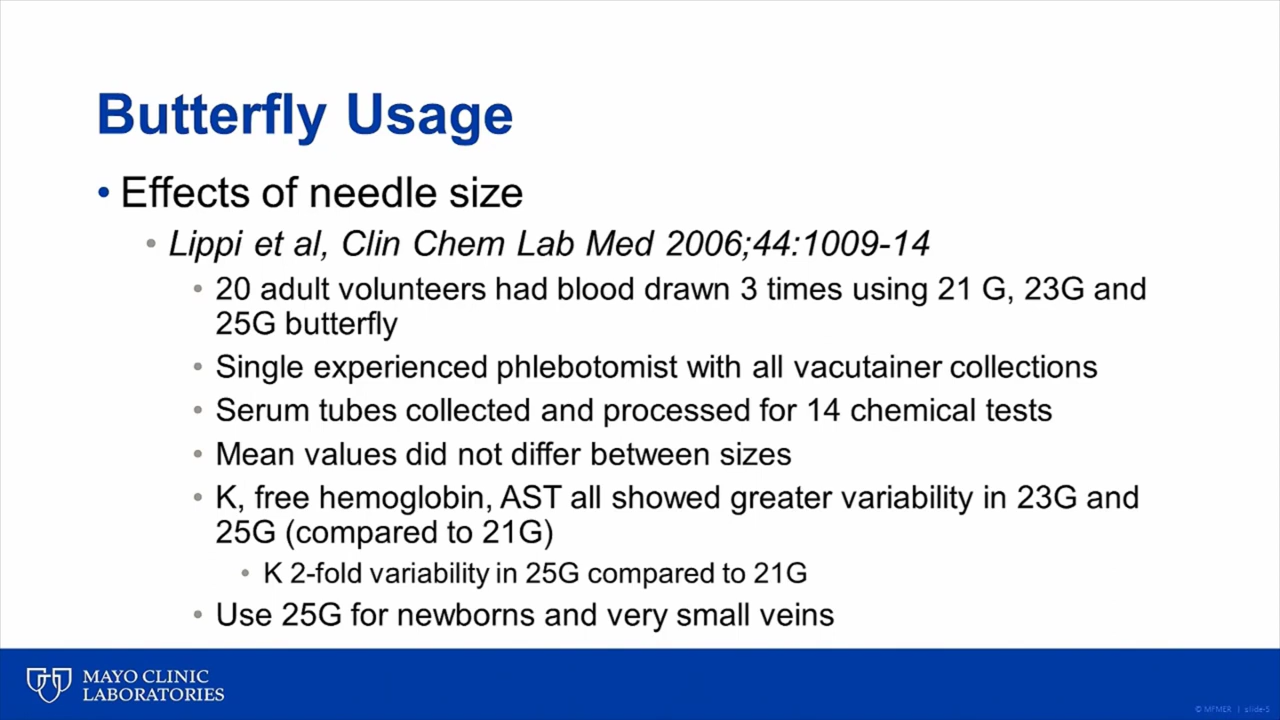 Butterfly Usage
• Effects of needle size
• Lippi et al, Clin Chem Lab Med 2006;44:1009-14
• 20 adult volunteers had blood drawn 3 times using 21 G, 23G and
25G butterfly
• Single experienced phlebotomist with all vacutainer collections
• Serum tubes collected and processed for 14 chemical tests
• Mean values did not differ between sizes
• K, free hemoglobin, AST all showed greater variability in 23G and
25G (compared to 21G)
• K 2-fold variability in 25G compared to 21G
• Use 25G for newborns and very small veins
MAYO CLINIC
LABORATORIES
© MFMER | slide-5